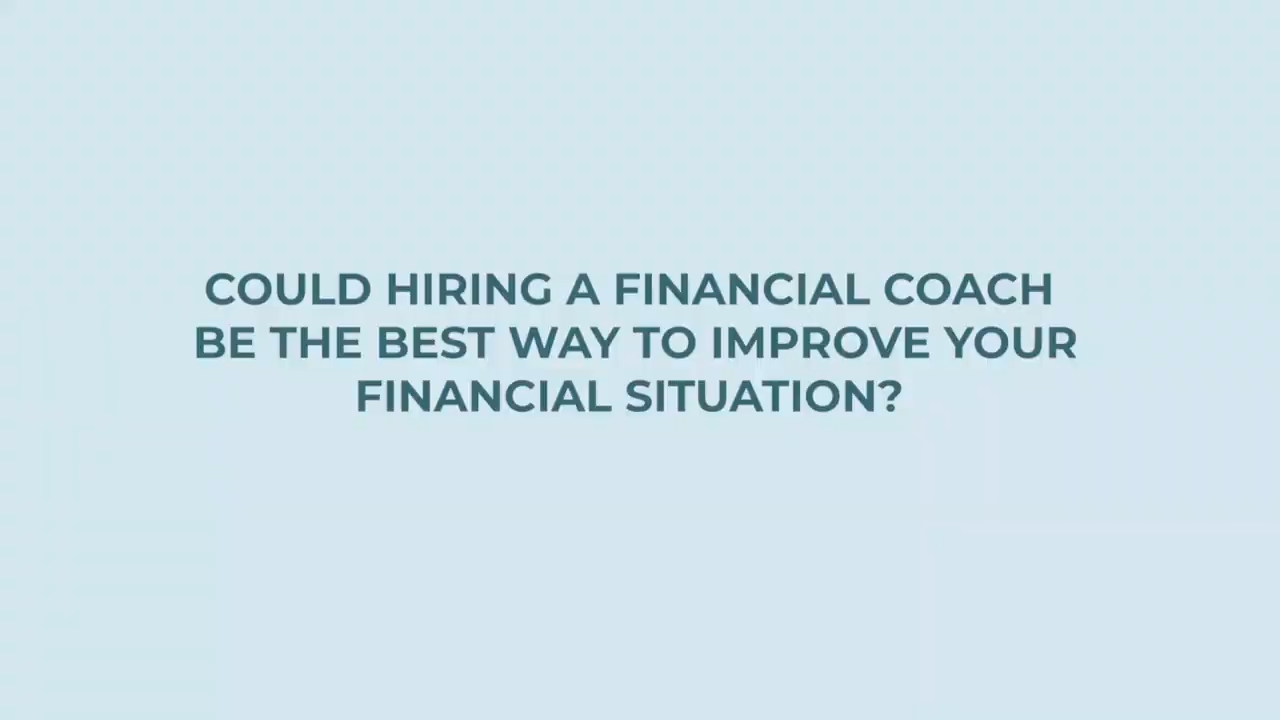 COULD HIRING A FINANCIAL COACH
BE THE BEST WAY TO IMPROVE YOUR
FINANCIAL SITUATION?